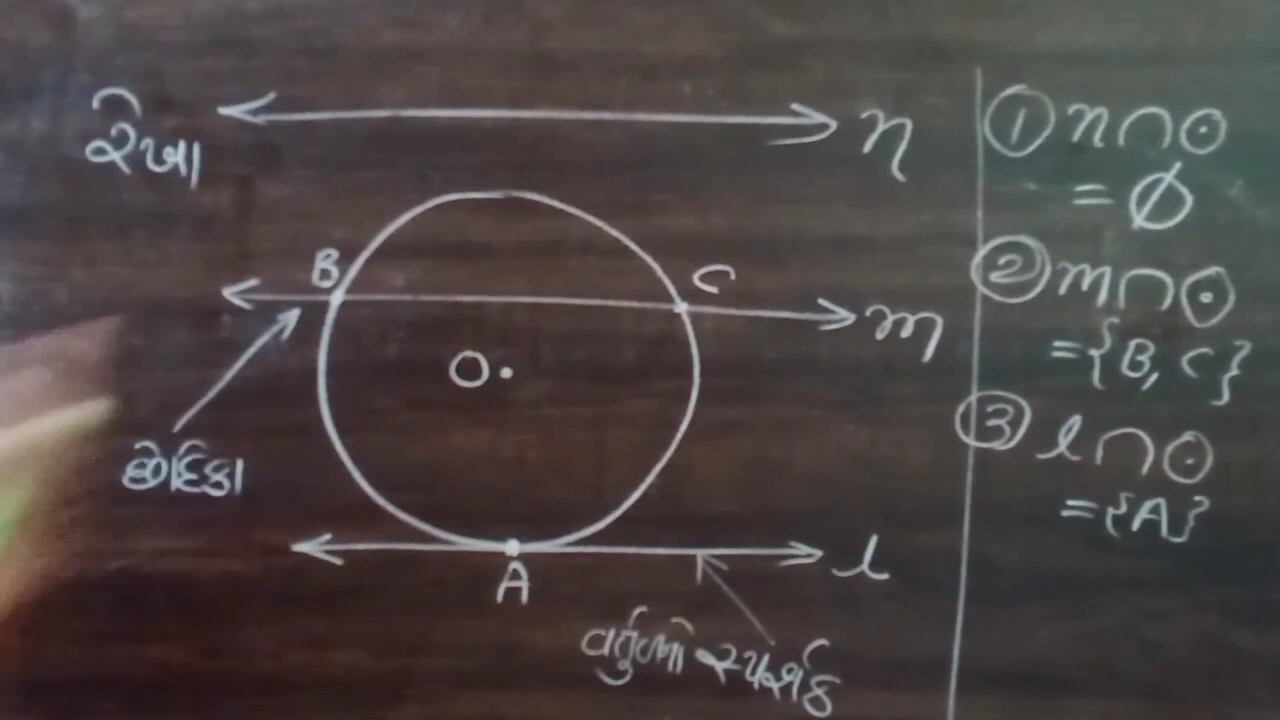 રેખા
n
B
C
m
O
છેદિકા
A
l
વર્તુળનો સ્પર્શક
① n∩⊙
= ∅
② m∩⊙
={B, C}
③ l∩⊙
={A}